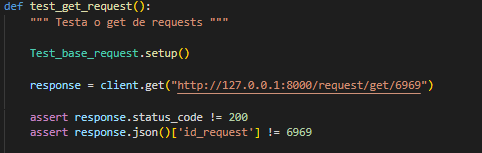 def test_get_request():
    """ Testa o get de requests """
    Test_base_request.setup()
    response = client.get("http://127.0.0.1:8000/request/get/6969")
    assert response.status_code != 200
    assert response.json()['id_request'] != 6969